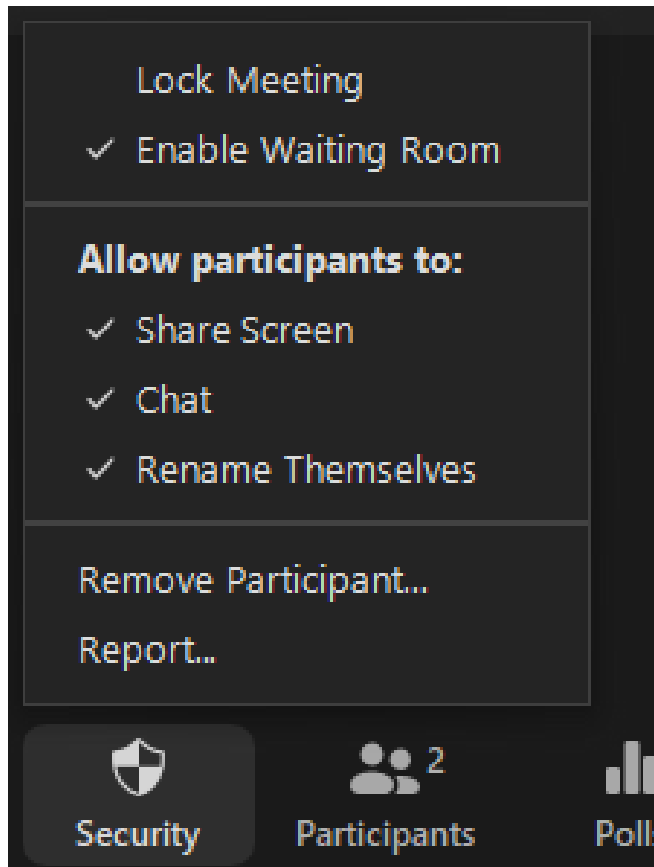 Lock Meeting
✓ Enable Waiting Room
Allow participants to:
✓ Share Screen
✓ Chat
✓ Rename Themselves
Remove Participant...
Report...
2
Security Participants